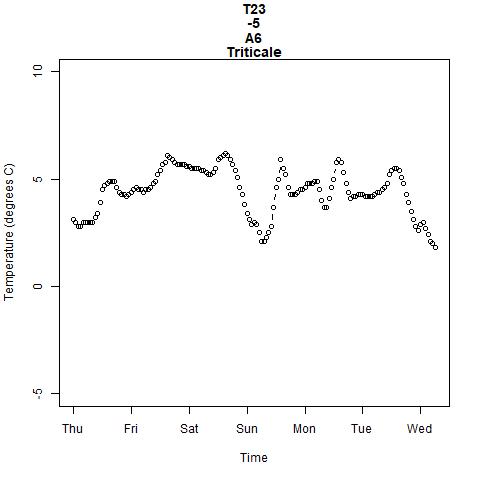 T23
-5
A6
Triticale
10
5
0
-5
Temperature (degrees C)
Thu Fri Sat Sun Mon Tue Wed
Time